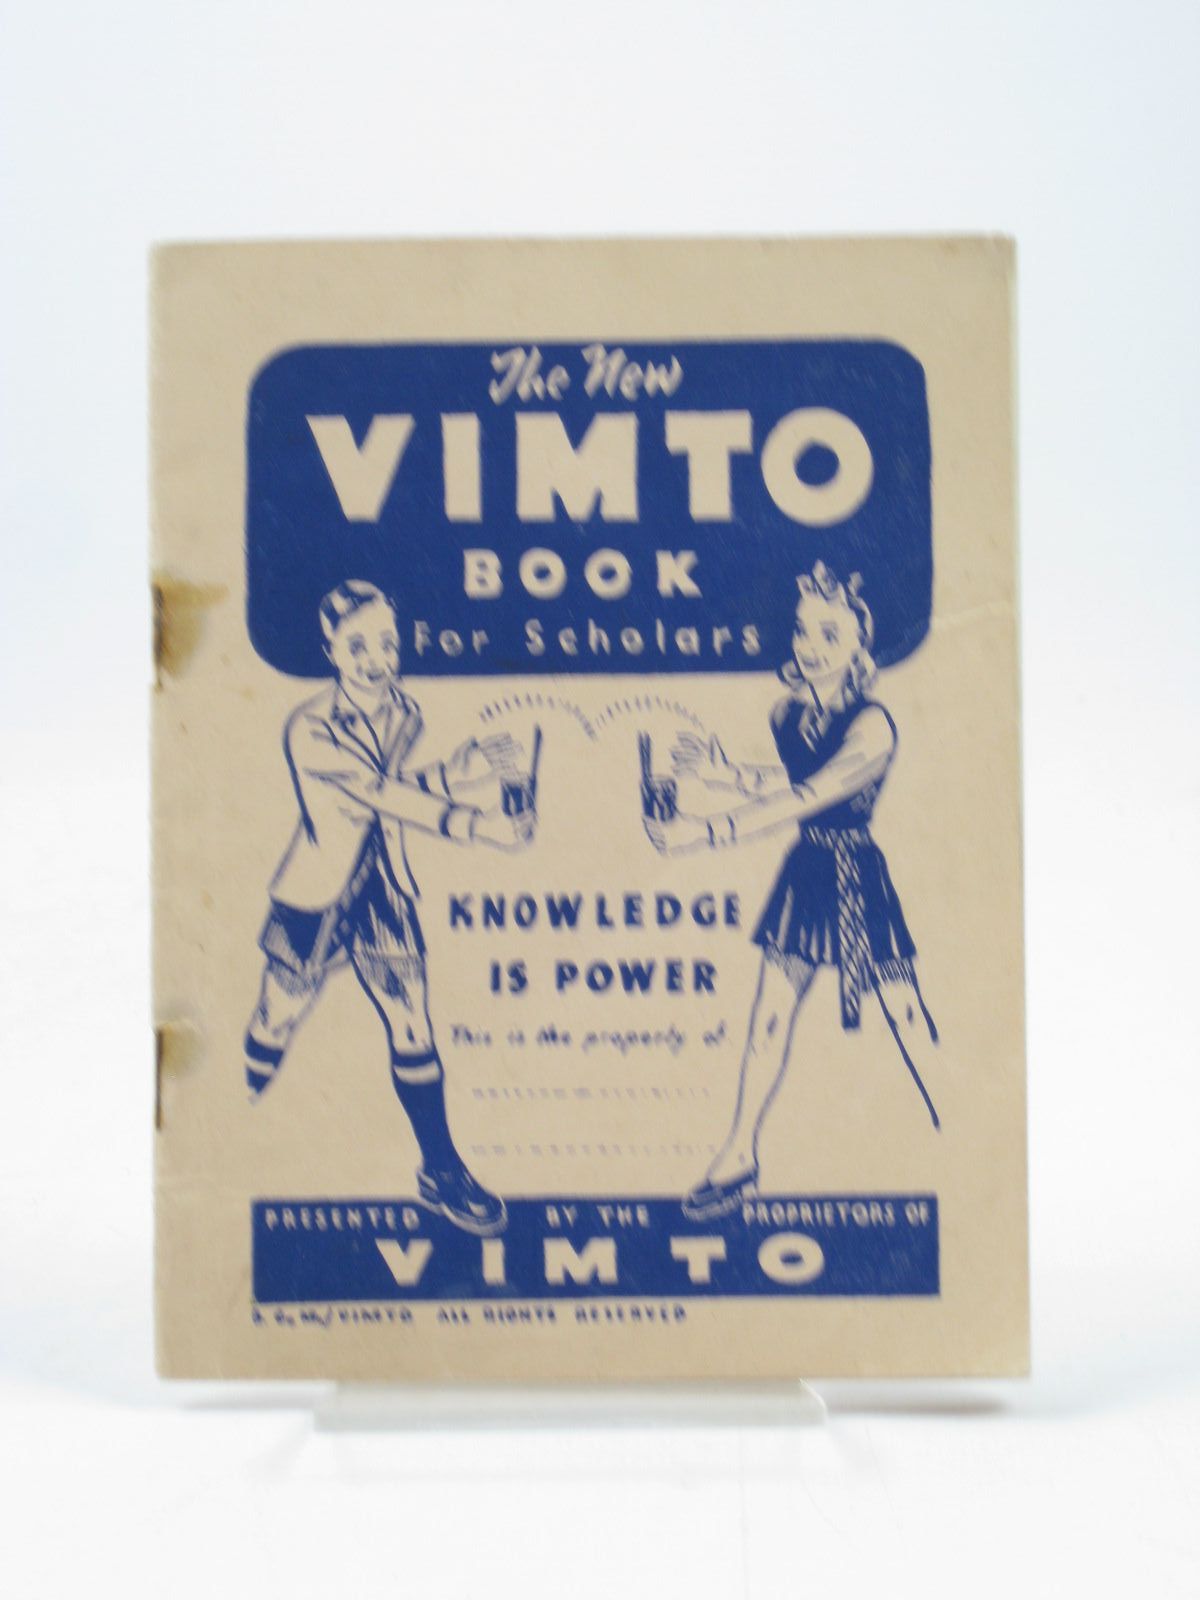 The New
VIMTO
BOOK
For Scholars
KNOWLEDGE
IS POWER
This is the property of
PRESENTED BY THE PROPRIETORS OF
VIMTO
VIMTO ALL RIGHTS RESERVED